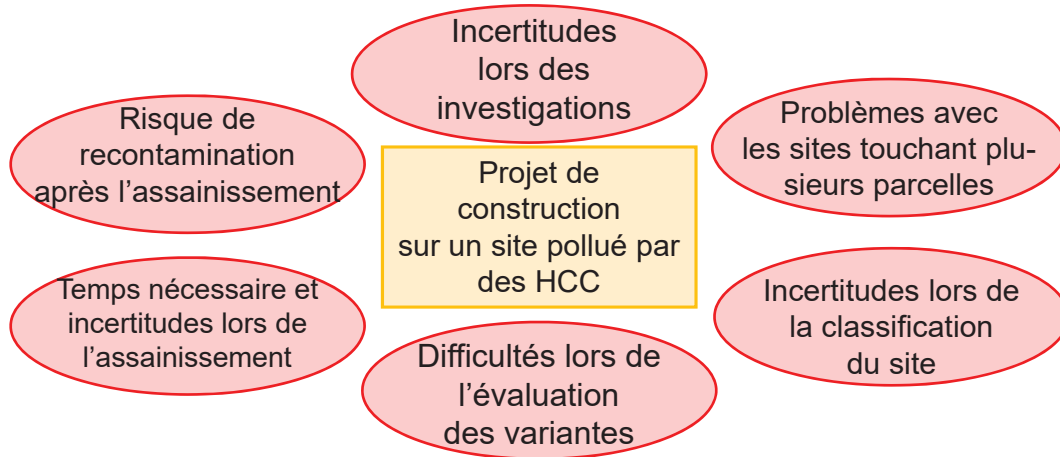 Incertitudes
lors des
investigations
Risque de
recontamination
après l’assainissement
Problèmes avec
les sites touchant plu-
sieurs parcelles
Projet de
construction
sur un site pollué par
des HCC
Temps nécessaire et
incertitudes lors de
l’assainissement
Incertitudes lors de
la classification
du site
Difficultés lors de
l’évaluation
des variantes